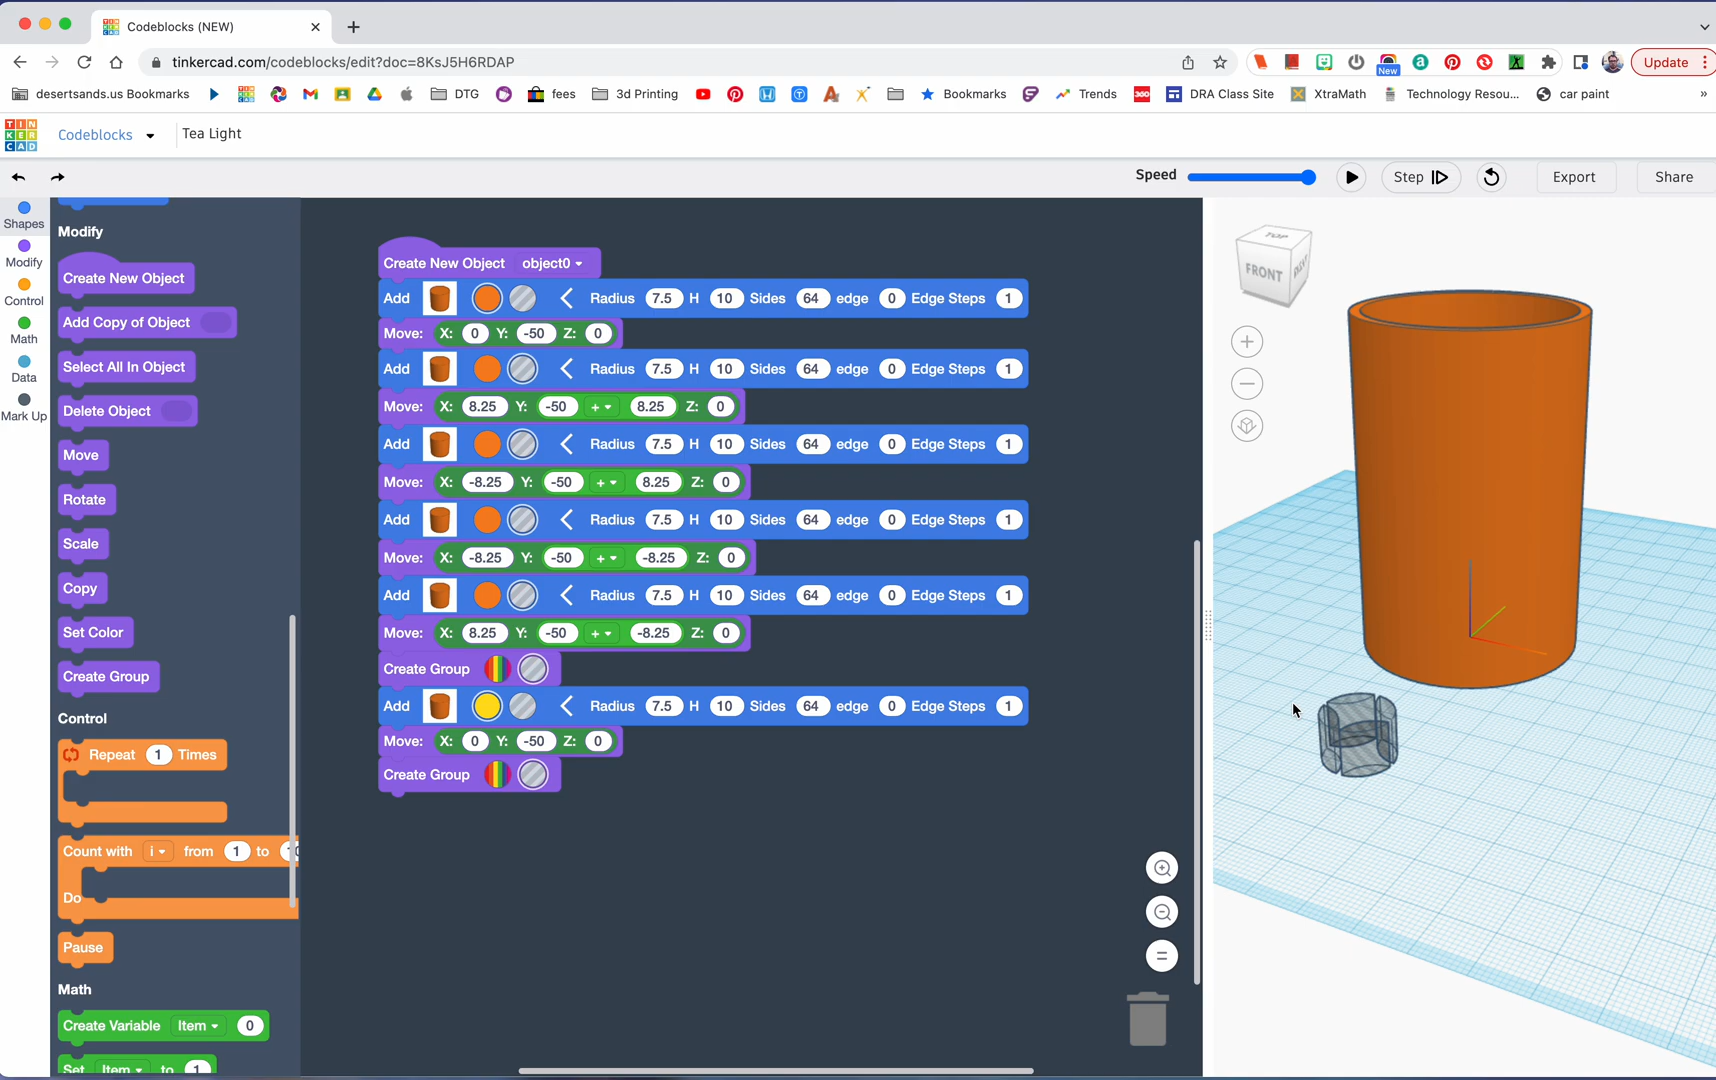 Codeblocks (NEW)
tinkercad.com/codeblocks/edit?doc=8KsJ5H6RDAP
New
Update
desertsands.us Bookmarks DTG fees 3d Printing 360 Bookmarks Trends DRA Class Site XtraMath Technology Resou... car paint »
TIN
KER
CAD
Codeblocks Tea Light
Speed Step Export Share
Shapes
Modify
Control
Math
Data
Mark Up
Modify
Create New Object
Add Copy of Object
Select All In Object
Delete Object
Move
Rotate
Scale
Copy
Set Color
Create Group
Control
Repeat 1 Times
Count with i from 1 to
Do
Pause
Math
Create Variable Item 0
Set Item to 1
Create New Object object0
Add Radius 7.5 H 10 Sides 64 edge 0 Edge Steps 1
Move: X: 0 Y: -50 Z: 0
Add Radius 7.5 H 10 Sides 64 edge 0 Edge Steps 1
Move: X: 8.25 Y: -50 + 8.25 Z: 0
Add Radius 7.5 H 10 Sides 64 edge 0 Edge Steps 1
Move: X: -8.25 Y: -50 + 8.25 Z: 0
Add Radius 7.5 H 10 Sides 64 edge 0 Edge Steps 1
Move: X: -8.25 Y: -50 + -8.25 Z: 0
Add Radius 7.5 H 10 Sides 64 edge 0 Edge Steps 1
Move: X: 8.25 Y: -50 + -8.25 Z: 0
Create Group
Add Radius 7.5 H 10 Sides 64 edge 0 Edge Steps 1
Move: X: 0 Y: -50 Z: 0
Create Group
TOP
FRONT
RIGHT